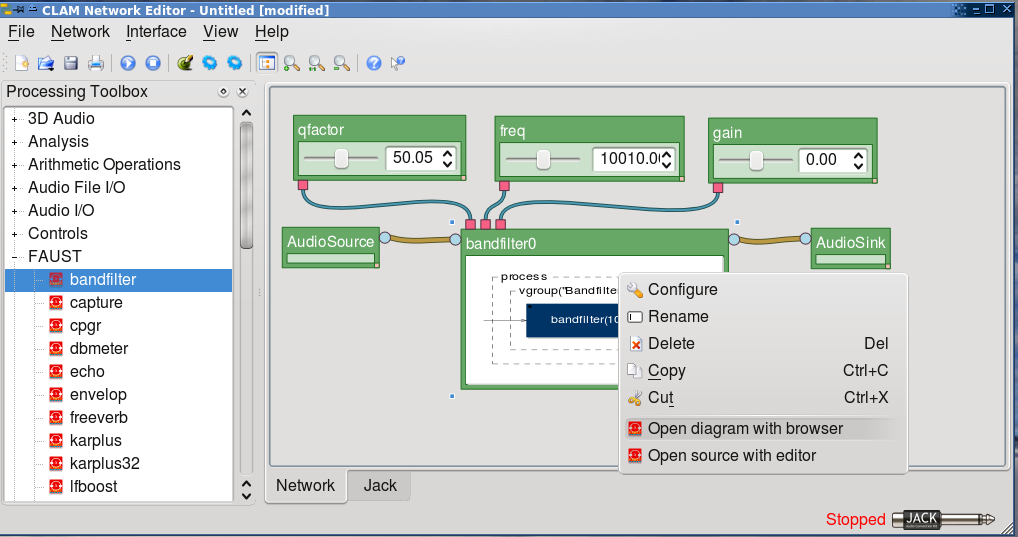 CLAM Network Editor - Untitled [modified]
File Network Interface View Help
Processing Toolbox
3D Audio
Analysis
Arithmetic Operations
Audio File I/O
Audio I/O
Controls
FAUST
bandfilter
capture
cpgr
dbmeter
echo
envelop
freeverb
karplus
karplus32
lfboost
qfactor
50.05
freq
10010.0
gain
0.00
AudioSource
bandfilter0
AudioSink
process
vgroup("Bandfilte
bandfilter(10
Configure
Rename
Delete Del
Copy Ctrl+C
Cut Ctrl+X
Open diagram with browser
Open source with editor
Network Jack
Stopped JACK